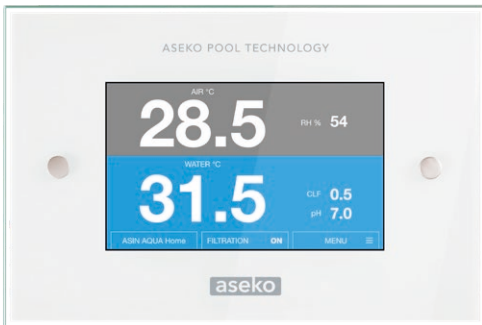 ASEKO POOL TECHNOLOGY
AIR °C
28.5
RH % 54
WATER °C
31.5
CLF 0.5
pH 7.0
ASIN AQUA Home FILTRATION ON MENU
aseko